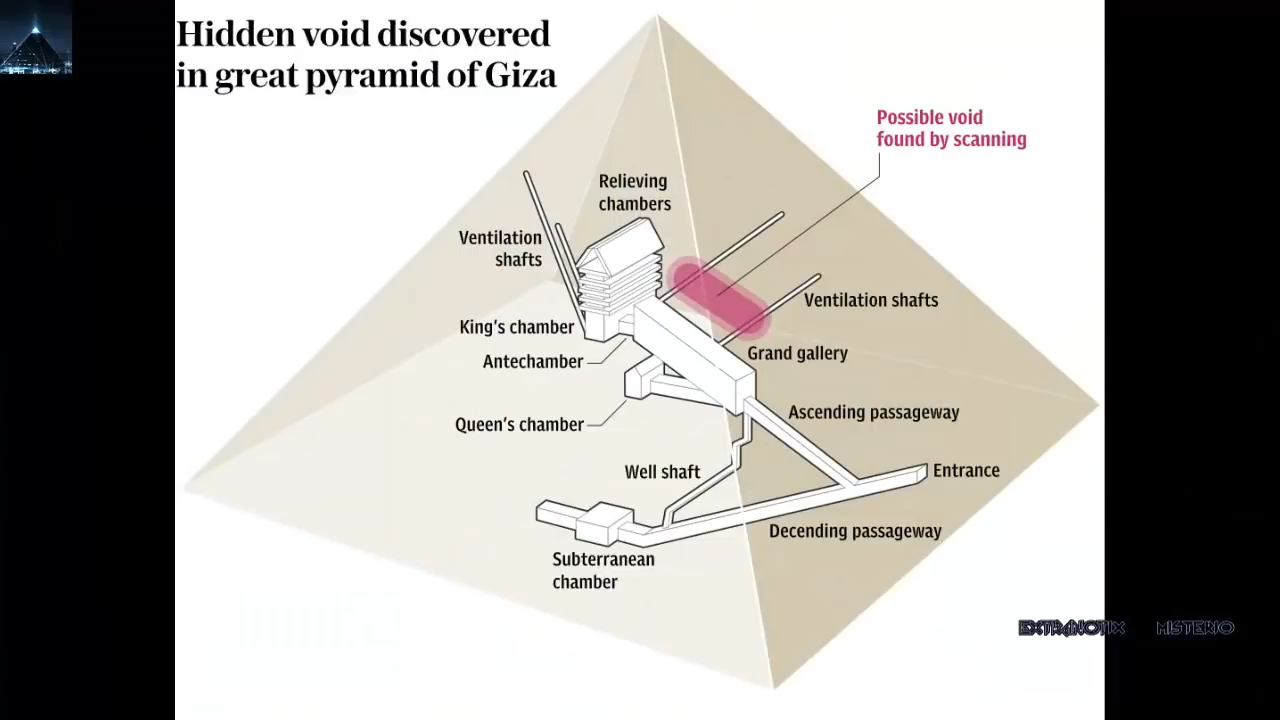 Hidden void discovered
in great pyramid of Giza
Possible void
found by scanning
Relieving
chambers
Ventilation
shafts
Ventilation shafts
King's chamber
Grand gallery
Antechamber
Ascending passageway
Queen's chamber
Well shaft
Entrance
Decending passageway
Subterranean
chamber
EXTRANOTIX MISTERIO